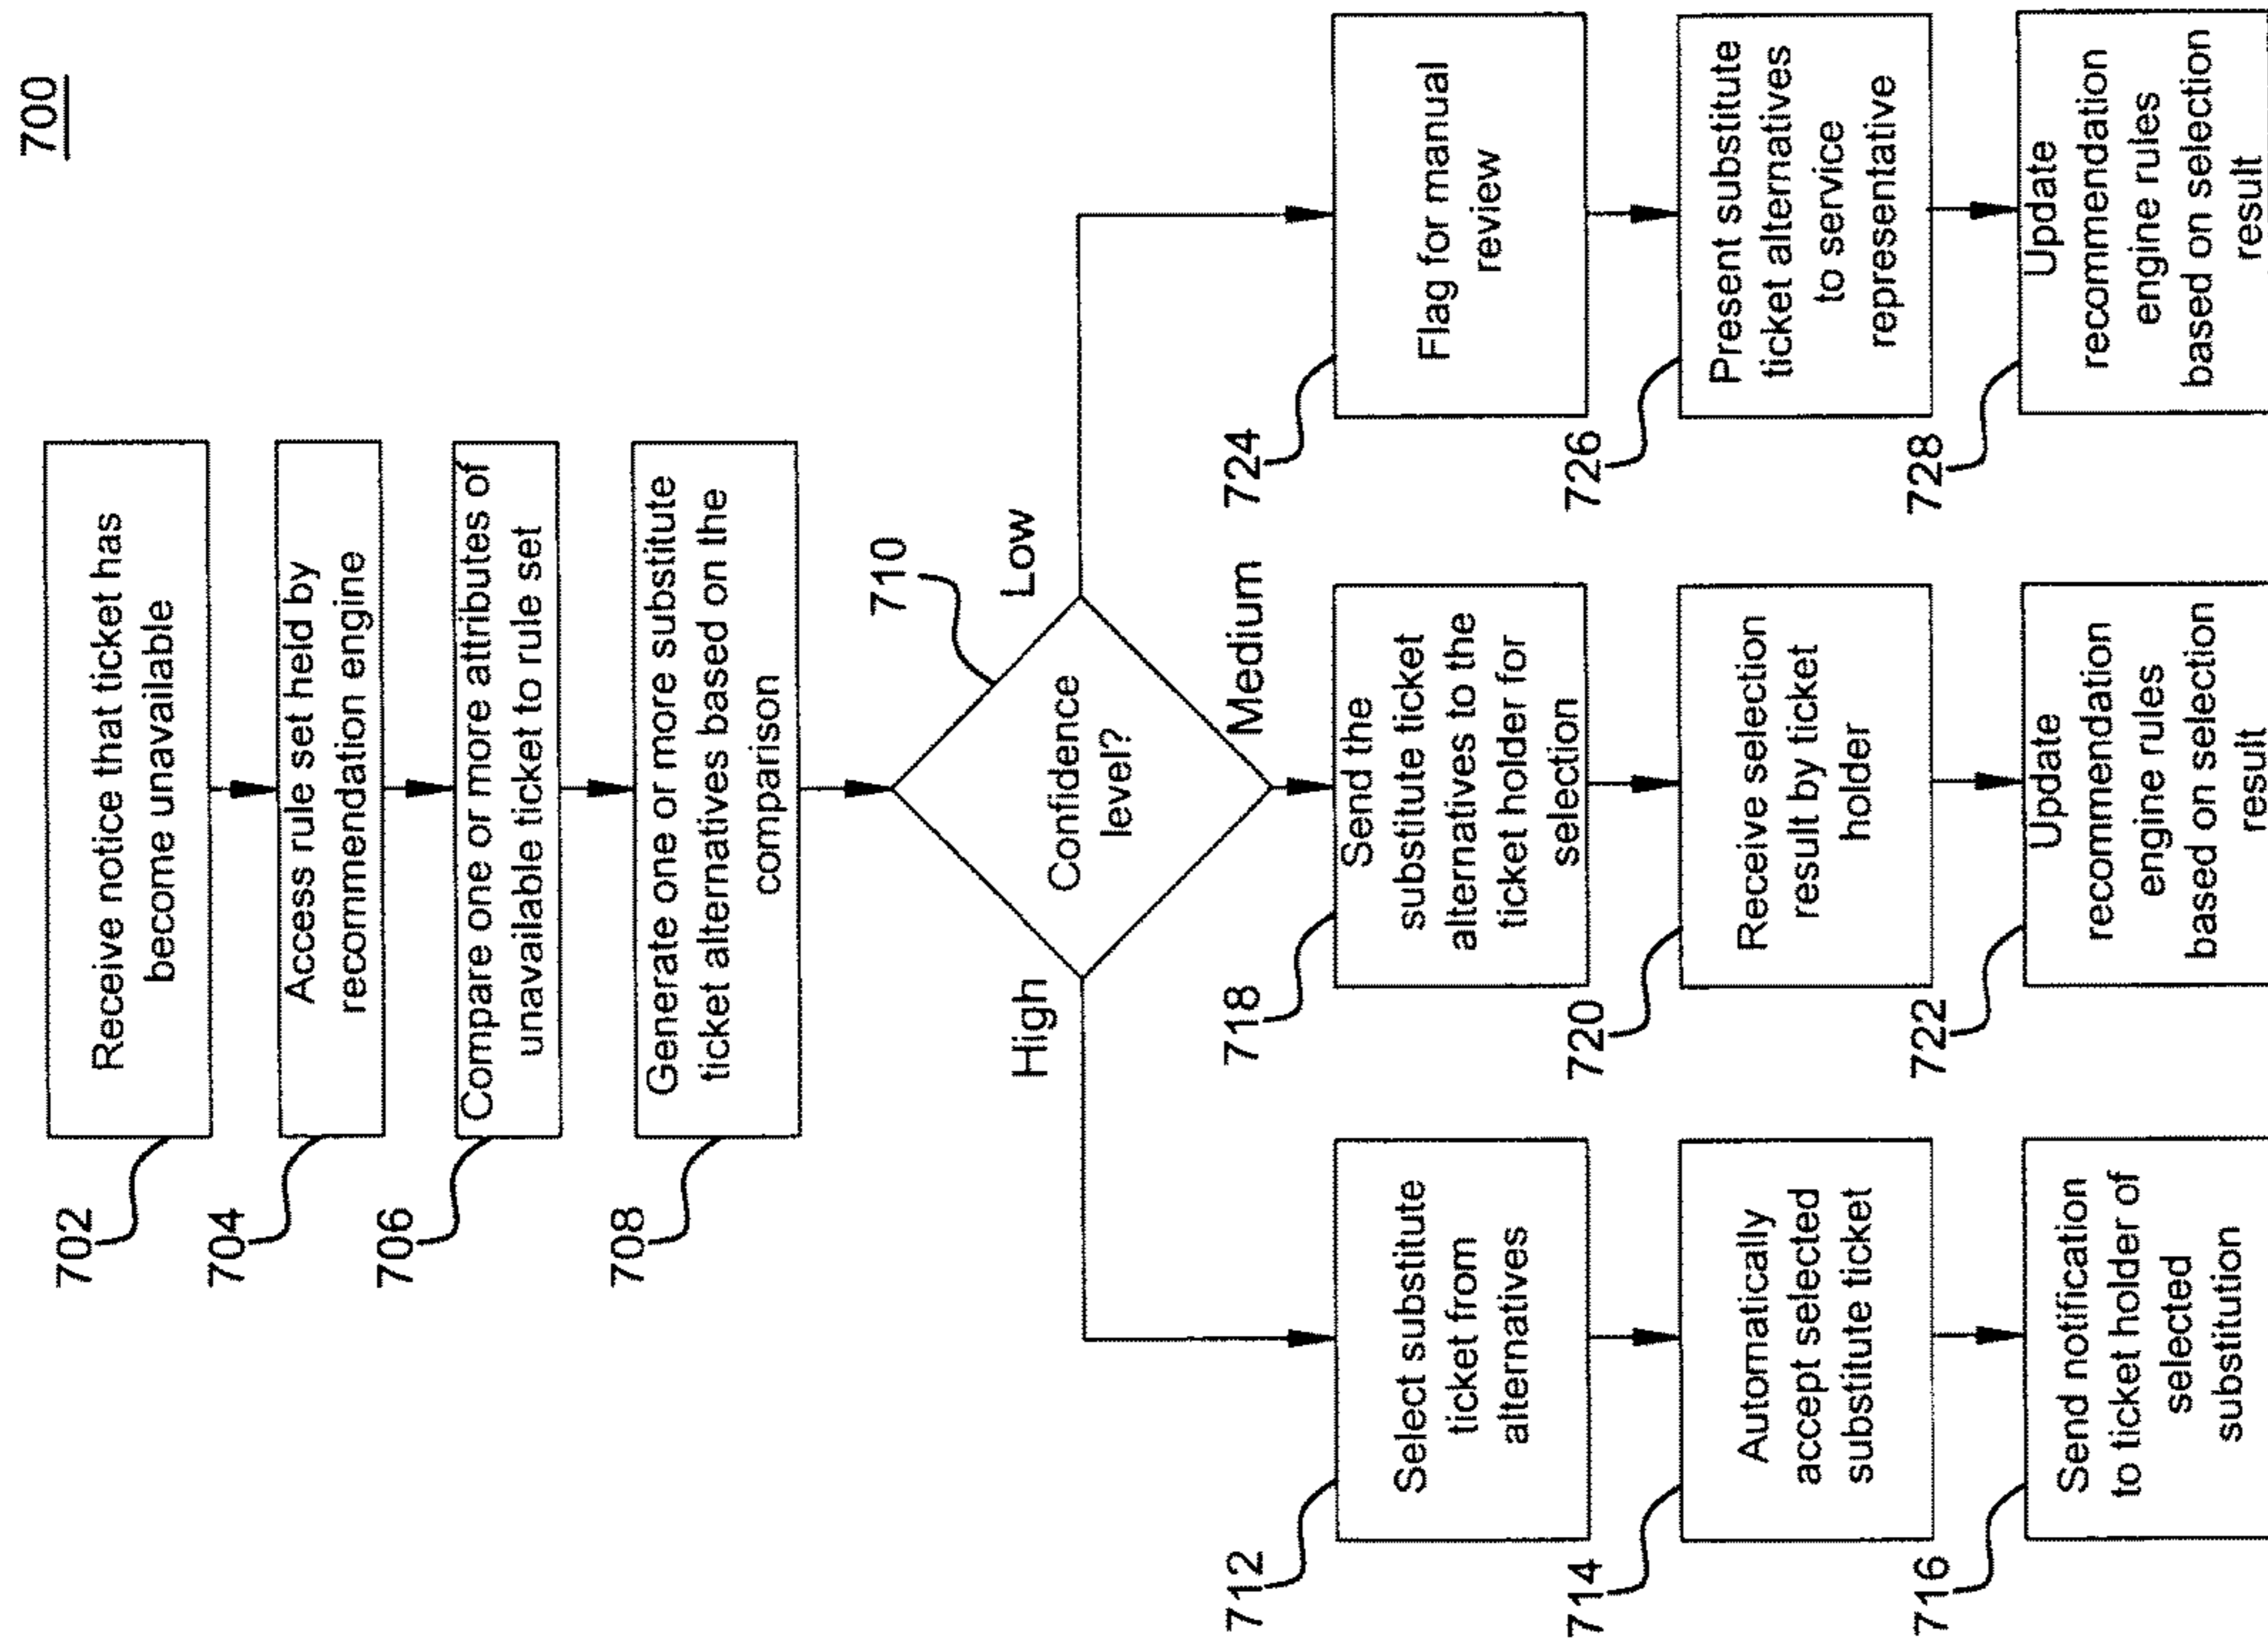 700
702
Receive notice that ticket has
become unavailable
704
Access rule set held by
recommendation engine
706
Compare one or more attributes of
unavailable ticket to rule set
708
Generate one or more substitute
ticket alternatives based on the
comparison
710
Confidence
level?
High
Medium
Low
712
Select substitute
ticket from
alternatives
714
Automatically
accept selected
substitute ticket
716
Send notification
to ticket holder of
selected
substitution
718
Send the
substitute ticket
alternatives to the
ticket holder for
selection
720
Receive selection
result by ticket
holder
722
Update
recommendation
engine rules
based on selection
result
724
Flag for manual
review
726
Present substitute
ticket alternatives
to service
representative
728
Update
recommendation
engine rules
based on selection
result